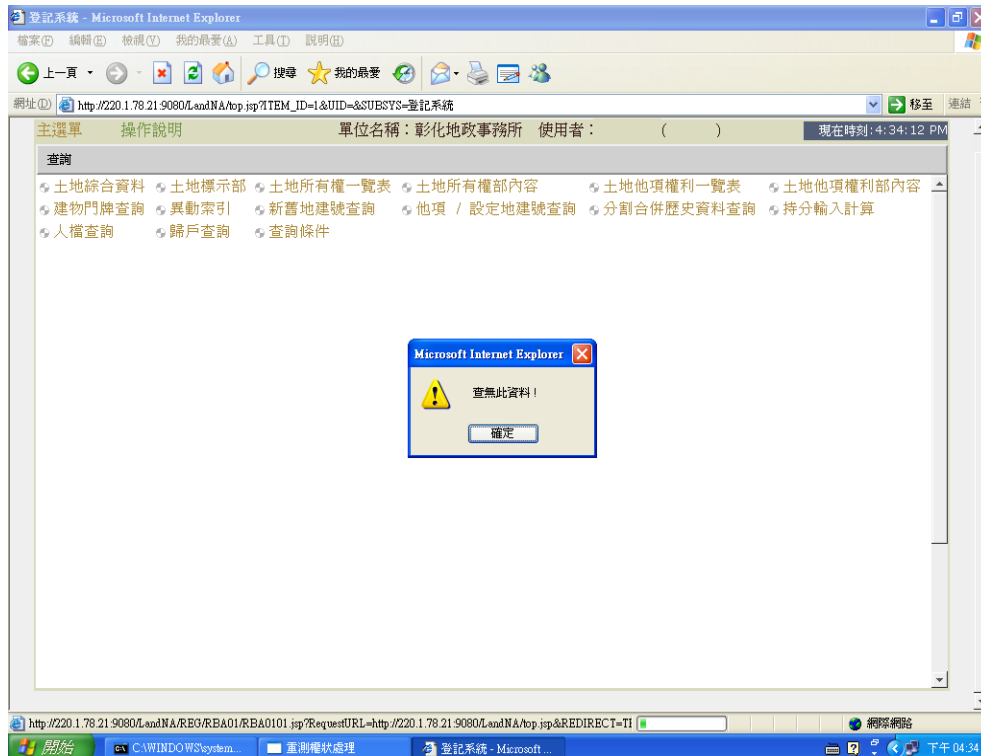 登記系統 - Microsoft Internet Explorer
檔案(F) 編輯(E) 檢視(V) 我的最愛(A) 工具(T) 說明(H)
上一頁 搜尋 我的最愛
網址(D) http://220.1.78.21:9080/LandNA/top.jsp?ITEM_ID=1&UID=&SUBSYS=登記系統 移至 連結
主選單 操作說明 單位名稱：彰化地政事務所 使用者： ( ) 現在時刻:4:34:12 PM
查詢
土地綜合資料 土地標示部 土地所有權一覽表 土地所有權部內容 土地他項權利一覽表 土地他項權利部內容
建物門牌查詢 異動索引 新舊地建號查詢 他項 / 設定地建號查詢 分割合併歷史資料查詢 持分輸入計算
人檔查詢 歸戶查詢 查詢條件
Microsoft Internet Explorer
查無此資料！
確定
http://220.1.78.21:9080/LandNA/REG/RBA01/RBA0101.jsp?RequestURL=http://220.1.78.21:9080/LandNA/top.jsp&REDIRECT=TI 網際網路
開始 C:\WINDOWS\system... 重測權狀處理 登記系統 - Microsoft ... 下午 04:34